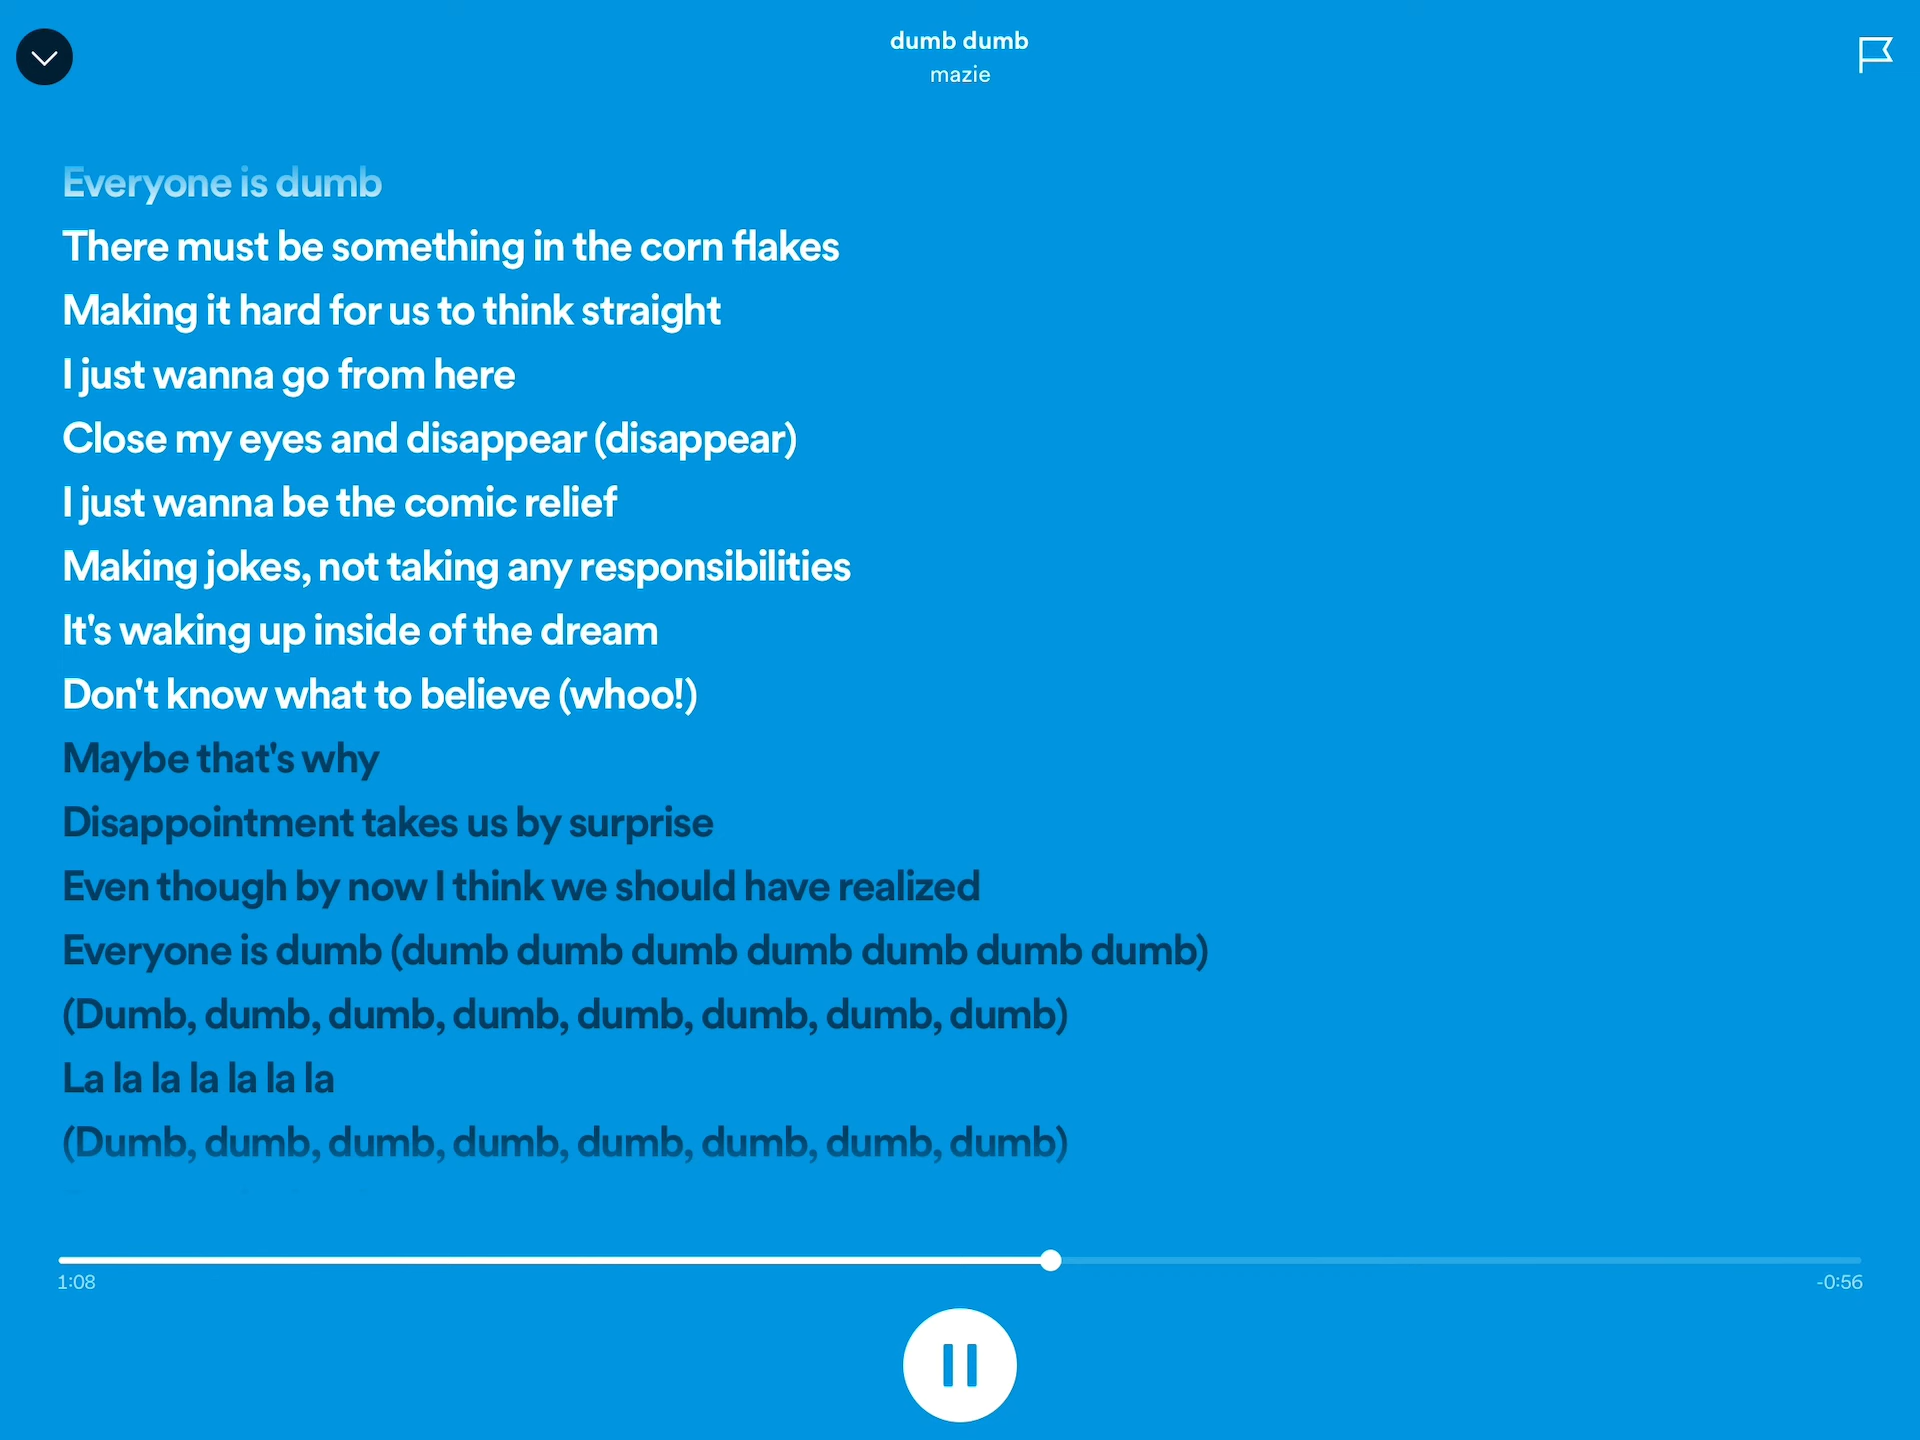 dumb dumb
mazie
Everyone is dumb
There must be something in the corn flakes
Making it hard for us to think straight
I just wanna go from here
Close my eyes and disappear (disappear)
I just wanna be the comic relief
Making jokes, not taking any responsibilities
It's waking up inside of the dream
Don't know what to believe (whoo!)
Maybe that's why
Disappointment takes us by surprise
Even though by now I think we should have realized
Everyone is dumb (dumb dumb dumb dumb dumb dumb dumb)
(Dumb, dumb, dumb, dumb, dumb, dumb, dumb, dumb)
La la la la la la la
(Dumb, dumb, dumb, dumb, dumb, dumb, dumb, dumb)
1:08
-0:56